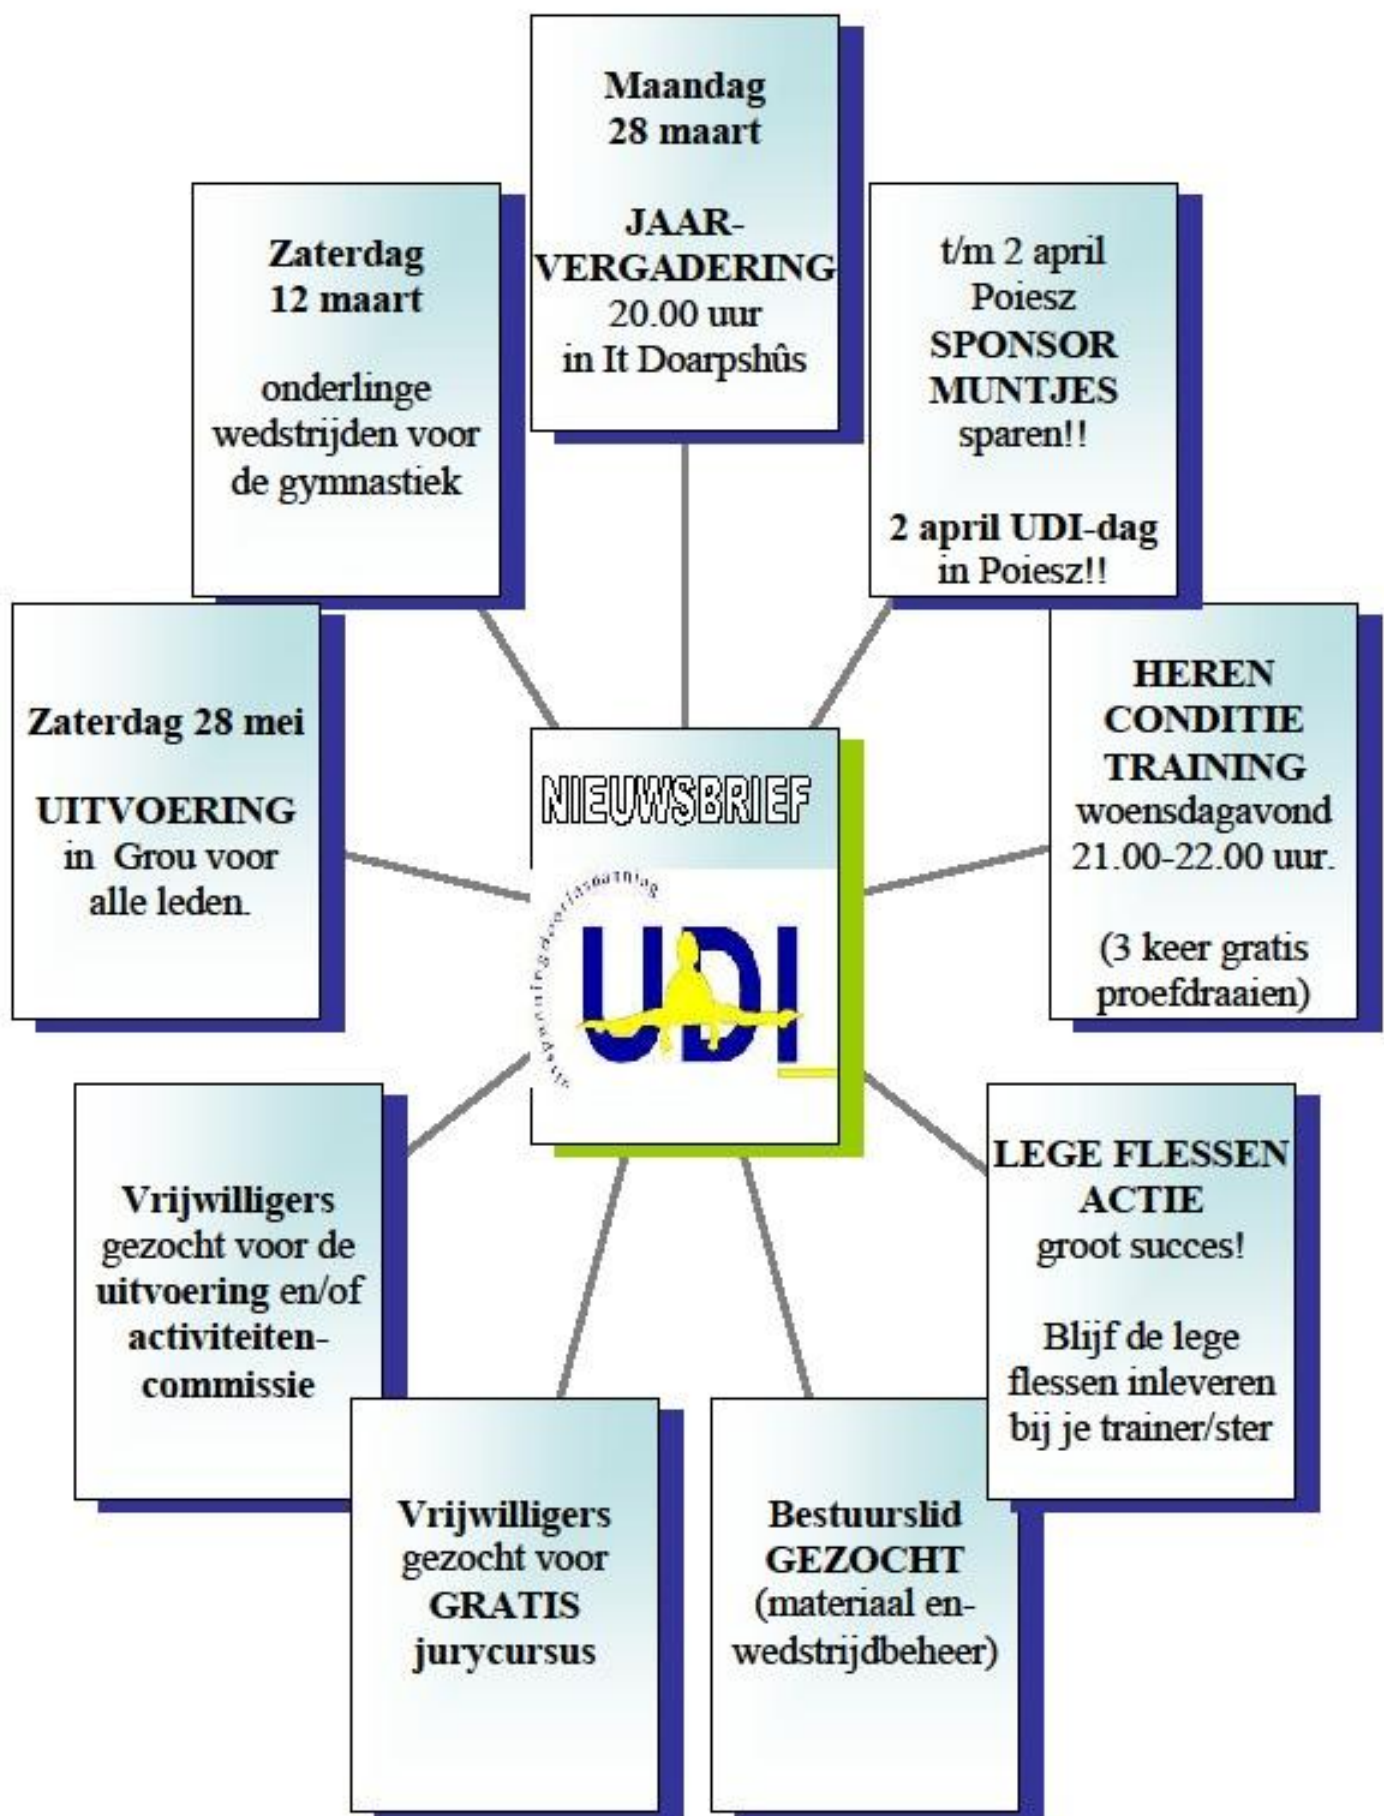 Maandag
28 maart
JAAR-
VERGADERING
20.00 uur
in It Doarpshûs
t/m 2 april
Poiesz
SPONSOR
MUNTJES
sparen!!
2 april UDI-dag
in Poiesz!!
HEREN
CONDITIE
TRAINING
woensdagavond
21.00-22.00 uur.
(3 keer gratis
proefdraaien)
LEGE FLESSEN
ACTIE
groot succes!
Blijf de lege
flessen inleveren
bij je trainer/ster
Bestuurslid
GEZOCHT
(materiaal en-
wedstrijdbeheer)
Vrijwilligers
gezocht voor
GRATIS
jurycursus
Vrijwilligers
gezocht voor de
uitvoering en/of
activiteiten-
commissie
Zaterdag 28 mei
UITVOERING
in Grou voor
alle leden.
Zaterdag
12 maart
onderlinge
wedstrijden voor
de gymnastiek
NIEUWSBRIEF
uitspanningdoorinspanning
UDI